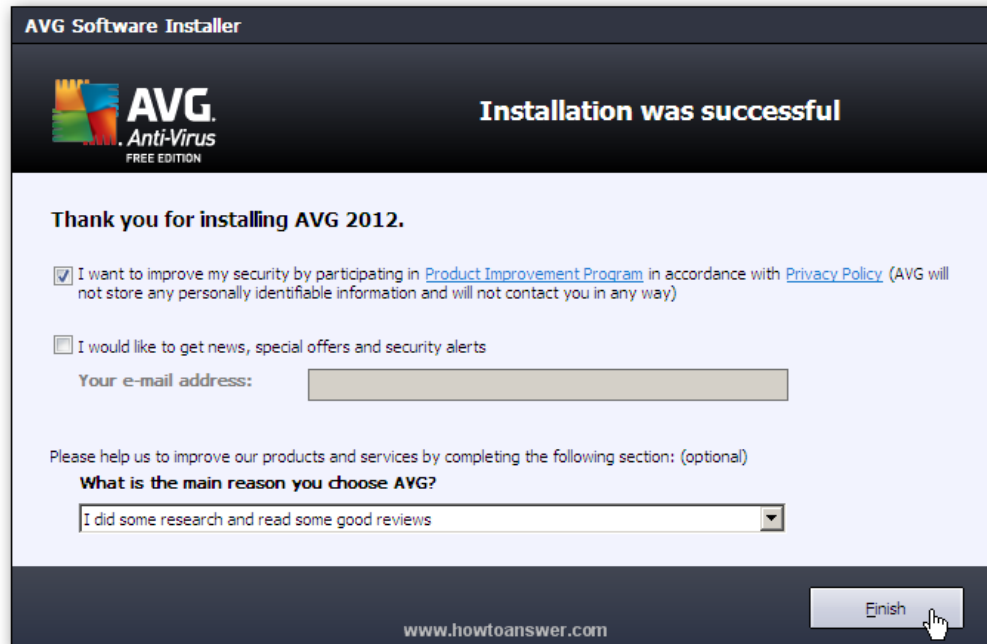 AVG Software Installer
AVG.
Anti-Virus
FREE EDITION
Installation was successful
Thank you for installing AVG 2012.
I want to improve my security by participating in Product Improvement Program in accordance with Privacy Policy (AVG will
not store any personally identifiable information and will not contact you in any way)
I would like to get news, special offers and security alerts
Your e-mail address:
Please help us to improve our products and services by completing the following section: (optional)
What is the main reason you choose AVG?
I did some research and read some good reviews
Finish
www.howtoanswer.com